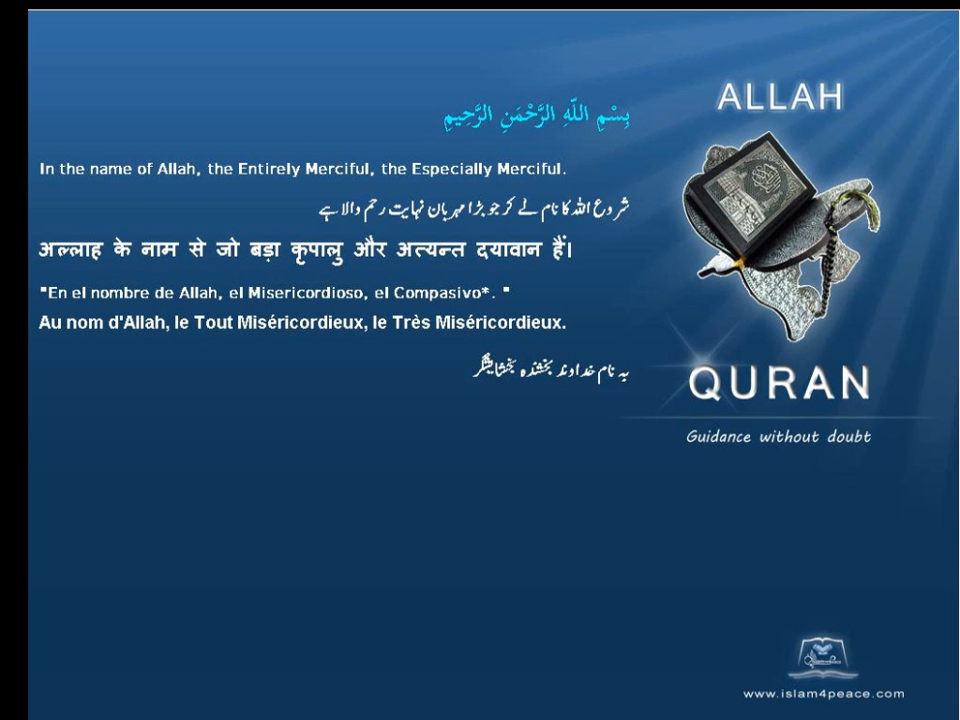 بِسْمِ اللّهِ الرَّحْمَنِ الرَّحِيمِ
In the name of Allah, the Entirely Merciful, the Especially Merciful.
شروع اللہ کا نام لے کر جو بڑا مہربان نہایت رحم والا ہے
अल्लाह के नाम से जो बड़ा कृपालु और अत्यन्त दयावान हैं।
"En el nombre de Allah, el Misericordioso, el Compasivo*. "
Au nom d'Allah, le Tout Miséricordieux, le Très Miséricordieux.
به نام خداوند بخشنده بخشایشگر
ALLAH
QURAN
Guidance without doubt
www.islam4peace.com